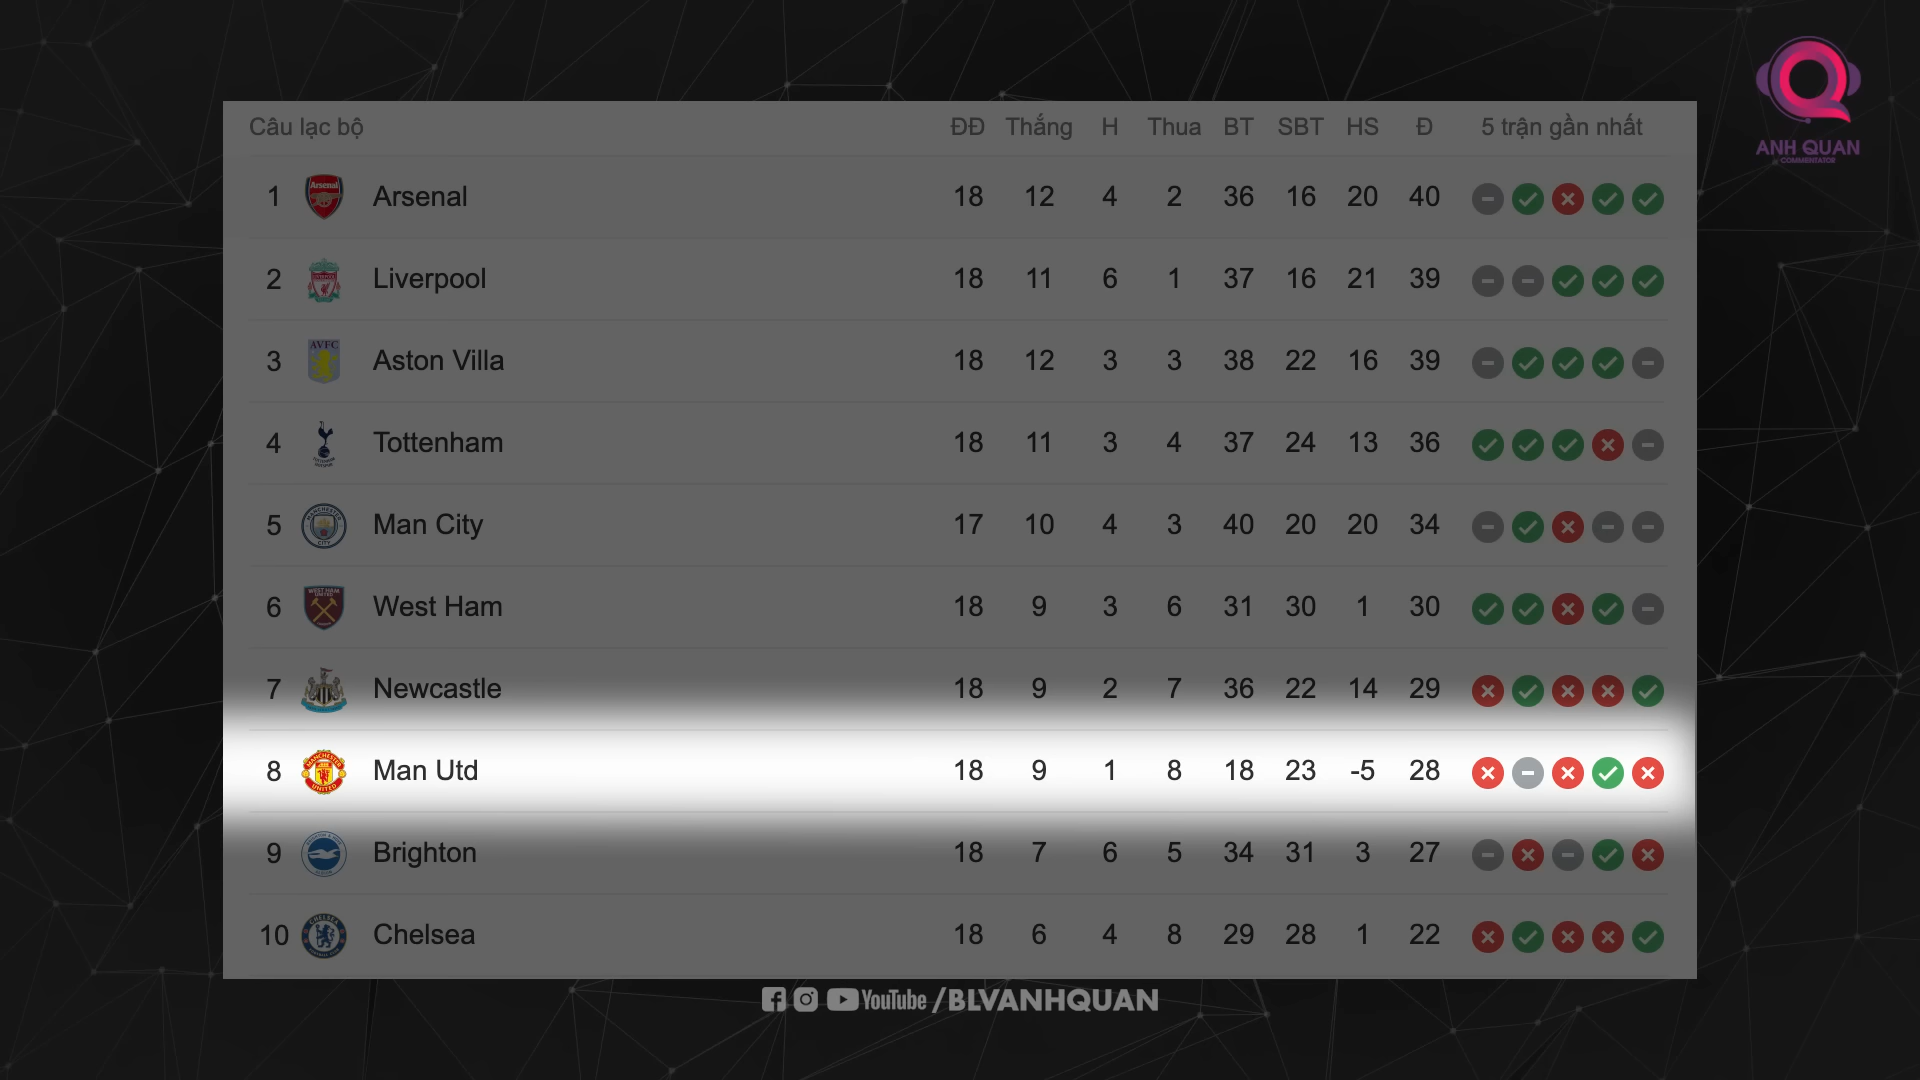 ANH QUAN
COMMENTATOR
Câu lạc bộ ĐĐ Thắng H Thua BT SBT HS Đ 5 trận gần nhất
1 Arsenal 18 12 4 2 36 16 20 40
2 Liverpool 18 11 6 1 37 16 21 39
3 Aston Villa 18 12 3 3 38 22 16 39
4 Tottenham 18 11 3 4 37 24 13 36
5 Man City 17 10 4 3 40 20 20 34
6 West Ham 18 9 3 6 31 30 1 30
7 Newcastle 18 9 2 7 36 22 14 29
8 Man Utd 18 9 1 8 18 23 -5 28
9 Brighton 18 7 6 5 34 31 3 27
10 Chelsea 18 6 4 8 29 28 1 22
YouTube /BLVANHQUAN